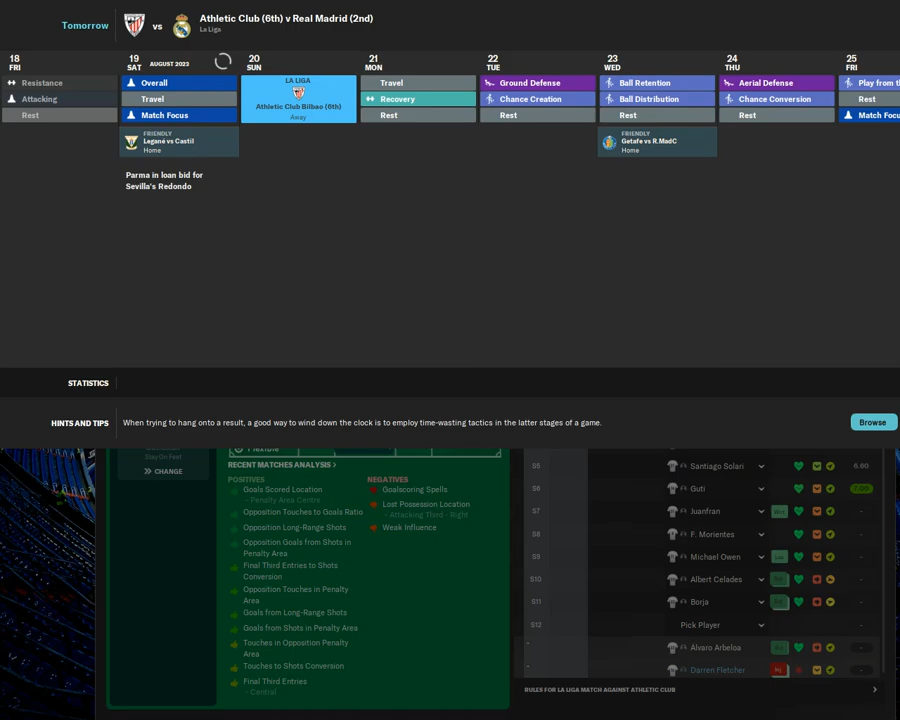 Tomorrow
vs
Athletic Club (6th) v Real Madrid (2nd)
La Liga
18
FRI
19
SAT AUGUST 2023
20
SUN
21
MON
22
TUE
23
WED
24
THU
25
FRI
Resistance
Attacking
Rest
Overall
Travel
Match Focus
LA LIGA
Athletic Club Bilbao (6th)
Away
Travel
Recovery
Rest
Ground Defense
Chance Creation
Rest
Ball Retention
Ball Distribution
Rest
Aerial Defense
Chance Conversion
Rest
Play from th
Rest
Match Focu
FRIENDLY
Legané vs Castil
Home
FRIENDLY
Getafe vs R.MadC
Home
Parma in loan bid for
Sevilla's Redondo
STATISTICS
HINTS AND TIPS
When trying to hang onto a result, a good way to wind down the clock is to employ time-wasting tactics in the latter stages of a game.
Browse
Stay On Feet
CHANGE
Flexible
RECENT MATCHES ANALYSIS >
POSITIVES
Goals Scored Location
- Penalty Area Centre
Opposition Touches to Goals Ratio
Opposition Long-Range Shots
Opposition Goals from Shots in
Penalty Area
Final Third Entries to Shots
Conversion
Opposition Touches in Penalty
Area
Goals from Long-Range Shots
Goals from Shots in Penalty Area
Touches in Opposition Penalty
Area
Touches to Shots Conversion
Final Third Entries
- Central
NEGATIVES
Goalscoring Spells
Lost Possession Location
- Attacking Third - Right
Weak Influence
S5 Santiago Solari 6.80
S6 Guti
S7 Juanfran Wnt -
S8 F. Morientes -
S9 Michael Owen -
S10 Albert Celades -
S11 Borja -
S12 Pick Player -
- Alvaro Arbeloa -
- Darren Fletcher Inj -
RULES FOR LA LIGA MATCH AGAINST ATHLETIC CLUB